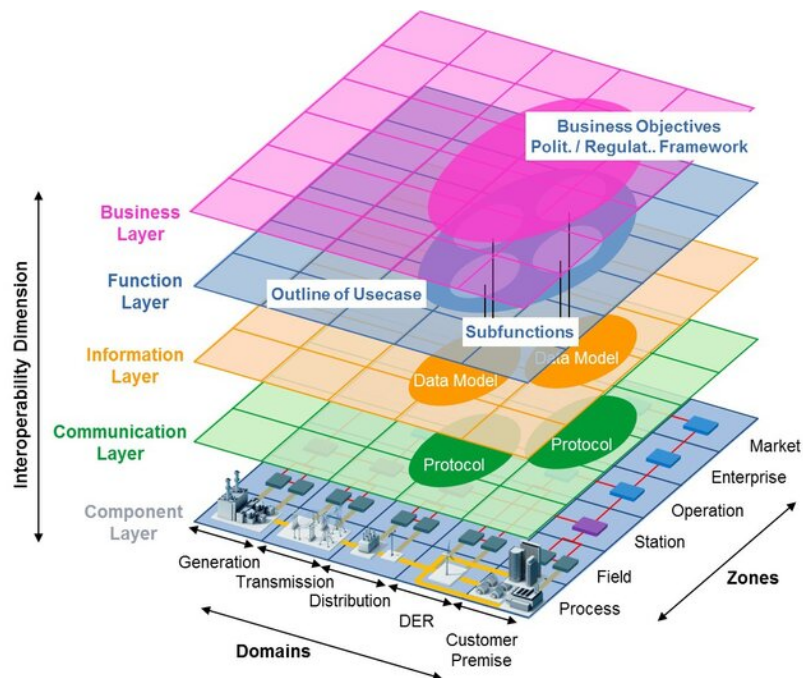 Business Objectives
Polit. / Regulat.. Framework
Business
Layer
Function
Layer
Outline of Usecase
Subfunctions
Information
Layer
Data Model
Data Model
Communication
Layer
Protocol
Protocol
Component
Layer
Interoperability Dimension
Market
Enterprise
Operation
Station
Field
Process
Zones
Generation
Transmission
Distribution
DER
Customer
Premise
Domains